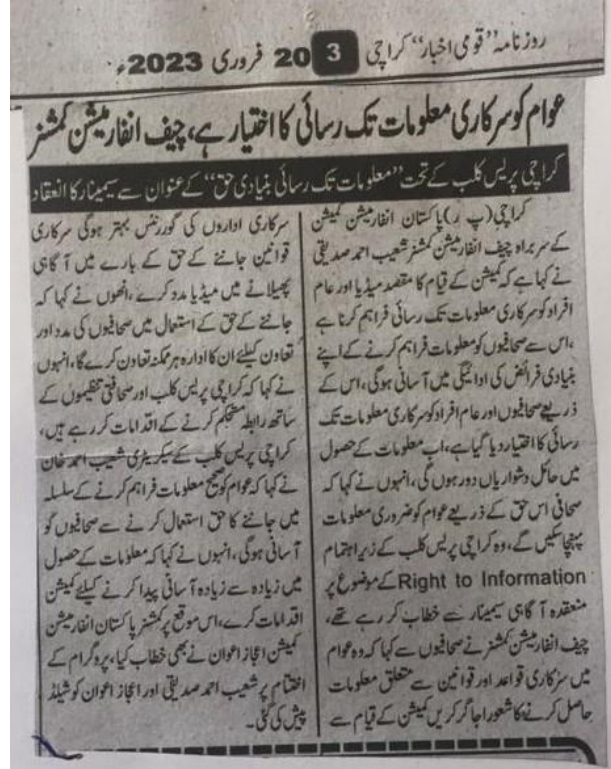 روزنامہ "قومی اخبار" کراچی 3 20 فروری 2023ء
عوام کو سرکاری معلومات تک رسائی کا اختیار ہے، چیف انفارمیشن کمشنر
کراچی پریس کلب کے تحت "معلومات تک رسائی بنیادی حق" کے عنوان سے سیمینار کا انعقاد
کراچی (پ ر) پاکستان انفارمیشن کمیشن
کے سربراہ چیف انفارمیشن کمشنر شعیب احمد صدیقی
نے کہا ہے کہ کمیشن کے قیام کا مقصد میڈیا اور عام
افراد کو سرکاری معلومات تک رسائی فراہم کرنا ہے
،اس سے صحافیوں کو معلومات فراہم کرنے کے اپنے
بنیادی فرائض کی ادائیگی میں آسانی ہوگی، اس کے
ذریعے صحافیوں اور عام افراد کو سرکاری معلومات تک
رسائی کا اختیار دیا گیا ہے، اب معلومات کے حصول
میں حائل دشواریاں دور ہوں گی، انہوں نے کہا کہ
صحافی اس حق کے ذریعے عوام کو ضروری معلومات
پہنچا سکیں گے، وہ کراچی پریس کلب کے زیر اہتمام
Right to Information کے موضوع پر
منعقدہ آگاہی سیمینار سے خطاب کر رہے تھے،
چیف انفارمیشن کمشنر نے صحافیوں سے کہا کہ وہ عوام
میں سرکاری قواعد اور قوانین سے متعلق معلومات
حاصل کرنے کا شعور اجاگر کریں کمیشن کے قیام سے
سرکاری اداروں کی گورننس بہتر ہوگی سرکاری
قوانین جاننے کے حق کے بارے میں آگاہی
پھیلانے میں میڈیا مدد کرے، انھوں نے کہا کہ
جاننے کے حق کے استعمال میں صحافیوں کی مدد اور
تعاون کیلئے ان کا ادارہ ہر ممکنہ تعاون کرے گا، انہوں
نے کہا کہ کراچی پریس کلب اور صحافتی تنظیموں کے
ساتھ رابطہ مستحکم کرنے کے اقدامات کر رہے ہیں،
کراچی پریس کلب کے سیکریٹری شعیب احمد خان
نے کہا کہ عوام کو صحیح معلومات فراہم کرنے کے سلسلہ
میں جاننے کا حق استعمال کرنے سے صحافیوں کو
آسانی ہوگی، انہوں نے کہا کہ معلومات کے حصول
میں زیادہ سے زیادہ آسانی پیدا کرنے کیلئے کمیشن
اقدامات کرے، اس موقع پر کمشنر پاکستان انفارمیشن
کمیشن اعجاز اعوان نے بھی خطاب کیا، پروگرام کے
اختتام پر شعیب احمد صدیقی اور اعجاز اعوان کو شیلڈ
پیش کی گئی۔